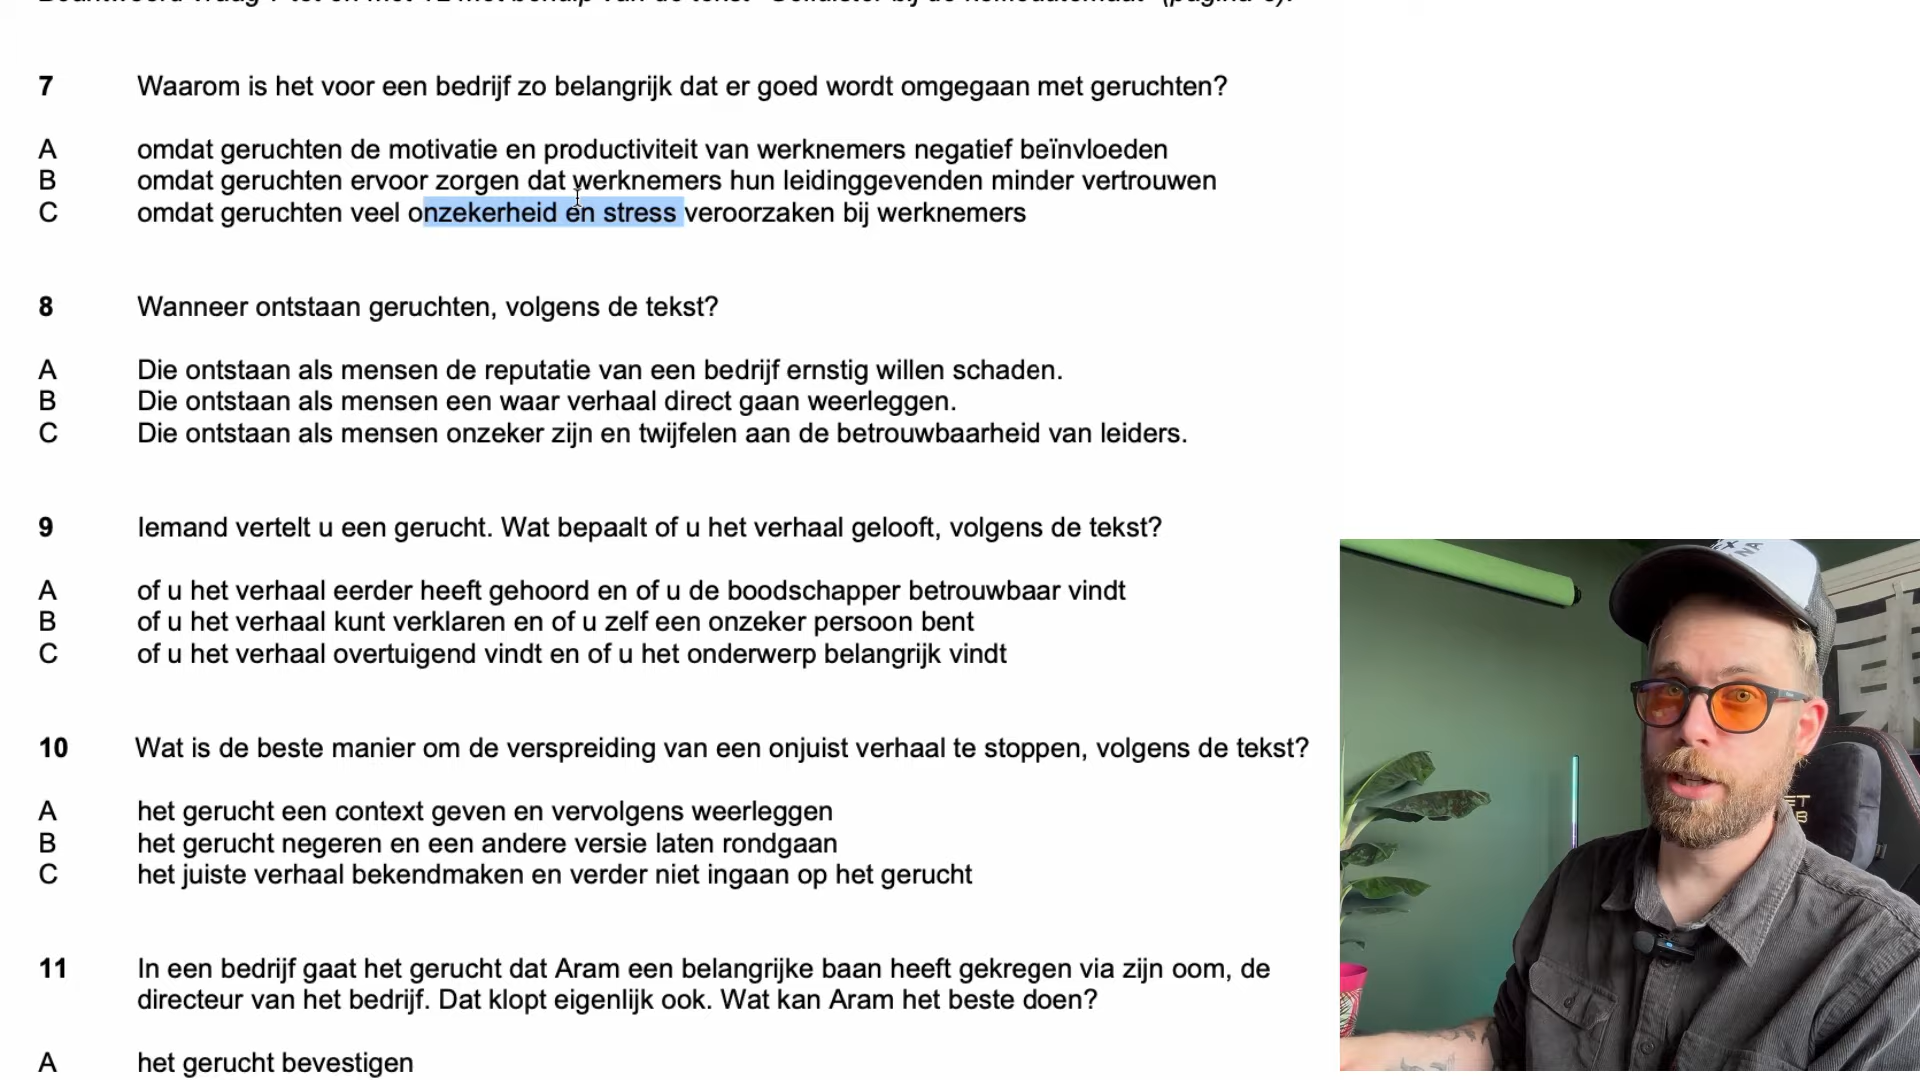 7 Waarom is het voor een bedrijf zo belangrijk dat er goed wordt omgegaan met geruchten?
A omdat geruchten de motivatie en productiviteit van werknemers negatief beïnvloeden
B omdat geruchten ervoor zorgen dat werknemers hun leidinggevenden minder vertrouwen
C omdat geruchten veel onzekerheid en stress veroorzaken bij werknemers
8 Wanneer ontstaan geruchten, volgens de tekst?
A Die ontstaan als mensen de reputatie van een bedrijf ernstig willen schaden.
B Die ontstaan als mensen een waar verhaal direct gaan weerleggen.
C Die ontstaan als mensen onzeker zijn en twijfelen aan de betrouwbaarheid van leiders.
9 Iemand vertelt u een gerucht. Wat bepaalt of u het verhaal gelooft, volgens de tekst?
A of u het verhaal eerder heeft gehoord en of u de boodschapper betrouwbaar vindt
B of u het verhaal kunt verklaren en of u zelf een onzeker persoon bent
C of u het verhaal overtuigend vindt en of u het onderwerp belangrijk vindt
10 Wat is de beste manier om de verspreiding van een onjuist verhaal te stoppen, volgens de tekst?
A het gerucht een context geven en vervolgens weerleggen
B het gerucht negeren en een andere versie laten rondgaan
C het juiste verhaal bekendmaken en verder niet ingaan op het gerucht
11 In een bedrijf gaat het gerucht dat Aram een belangrijke baan heeft gekregen via zijn oom, de
directeur van het bedrijf. Dat klopt eigenlijk ook. Wat kan Aram het beste doen?
A het gerucht bevestigen